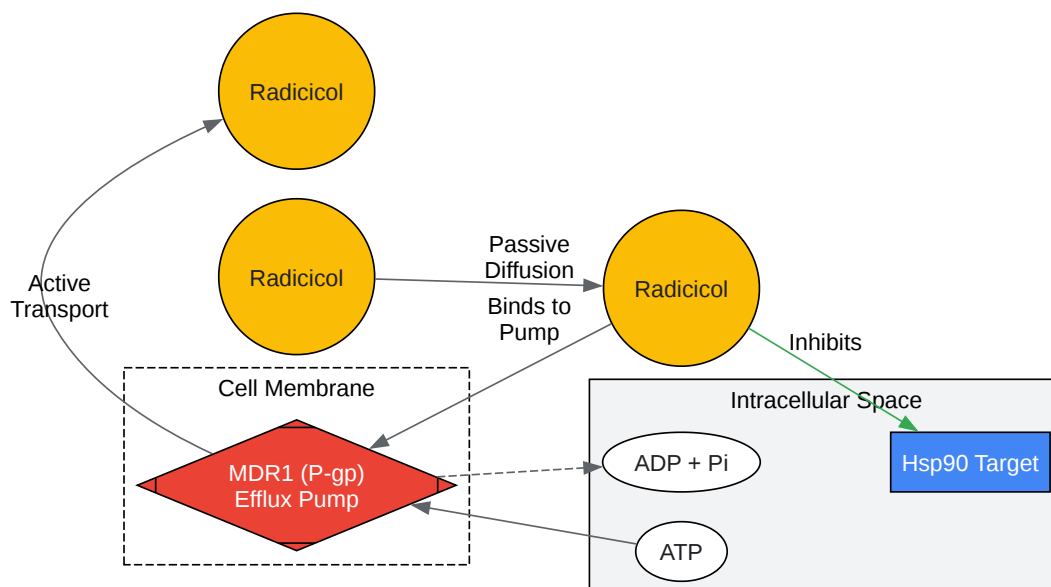 Radicicol
Radicicol
Passive
Diffusion
Radicicol
Active
Transport
Binds to
Pump
Inhibits
Cell Membrane
Intracellular Space
MDR1 (P-gp)
Efflux Pump
ADP + Pi
Hsp90 Target
ATP